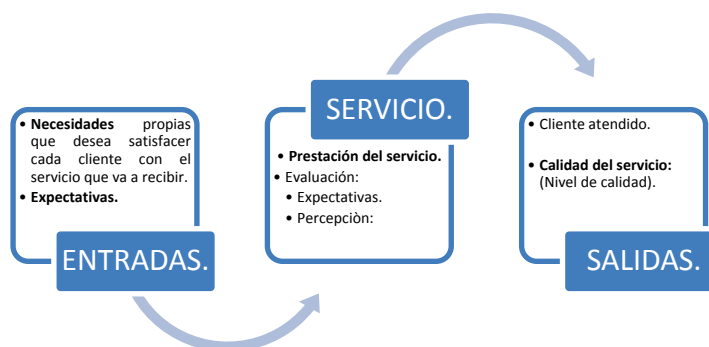 • Necesidades propias
que desea satisfacer
cada cliente con el
servicio que va a recibir.
• Expectativas.
ENTRADAS.
SERVICIO.
• Prestación del servicio.
• Evaluación:
• Expectativas.
• Percepciòn:
• Cliente atendido.
• Calidad del servicio:
(Nivel de calidad).
SALIDAS.